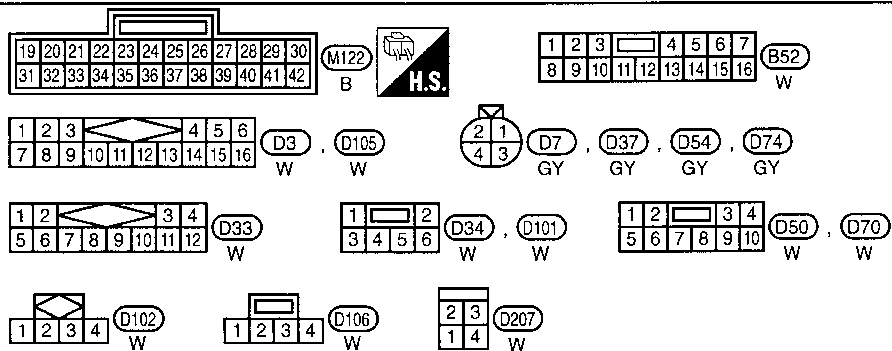 19 20 21 22 23 24 25 26 27 28 29 30
31 32 33 34 35 36 37 38 39 40 41 42
M122
B
H.S.
1 2 3 4 5 6 7
8 9 10 11 12 13 14 15 16
B52
W
1 2 3 4 5 6
7 8 9 10 11 12 13 14 15 16
D3 , D105
W W
2 1
4 3
D7 , D37 , D54 , D74
GY GY GY GY
1 2 3 4
5 6 7 8 9 10 11 12
D33
W
1 2
3 4 5 6
D34 , D101
W W
1 2 3 4
5 6 7 8 9 10
D50 , D70
W W
1 2 3 4
D102
W
1 2 3 4
D106
W
2 3
1 4
D207
W